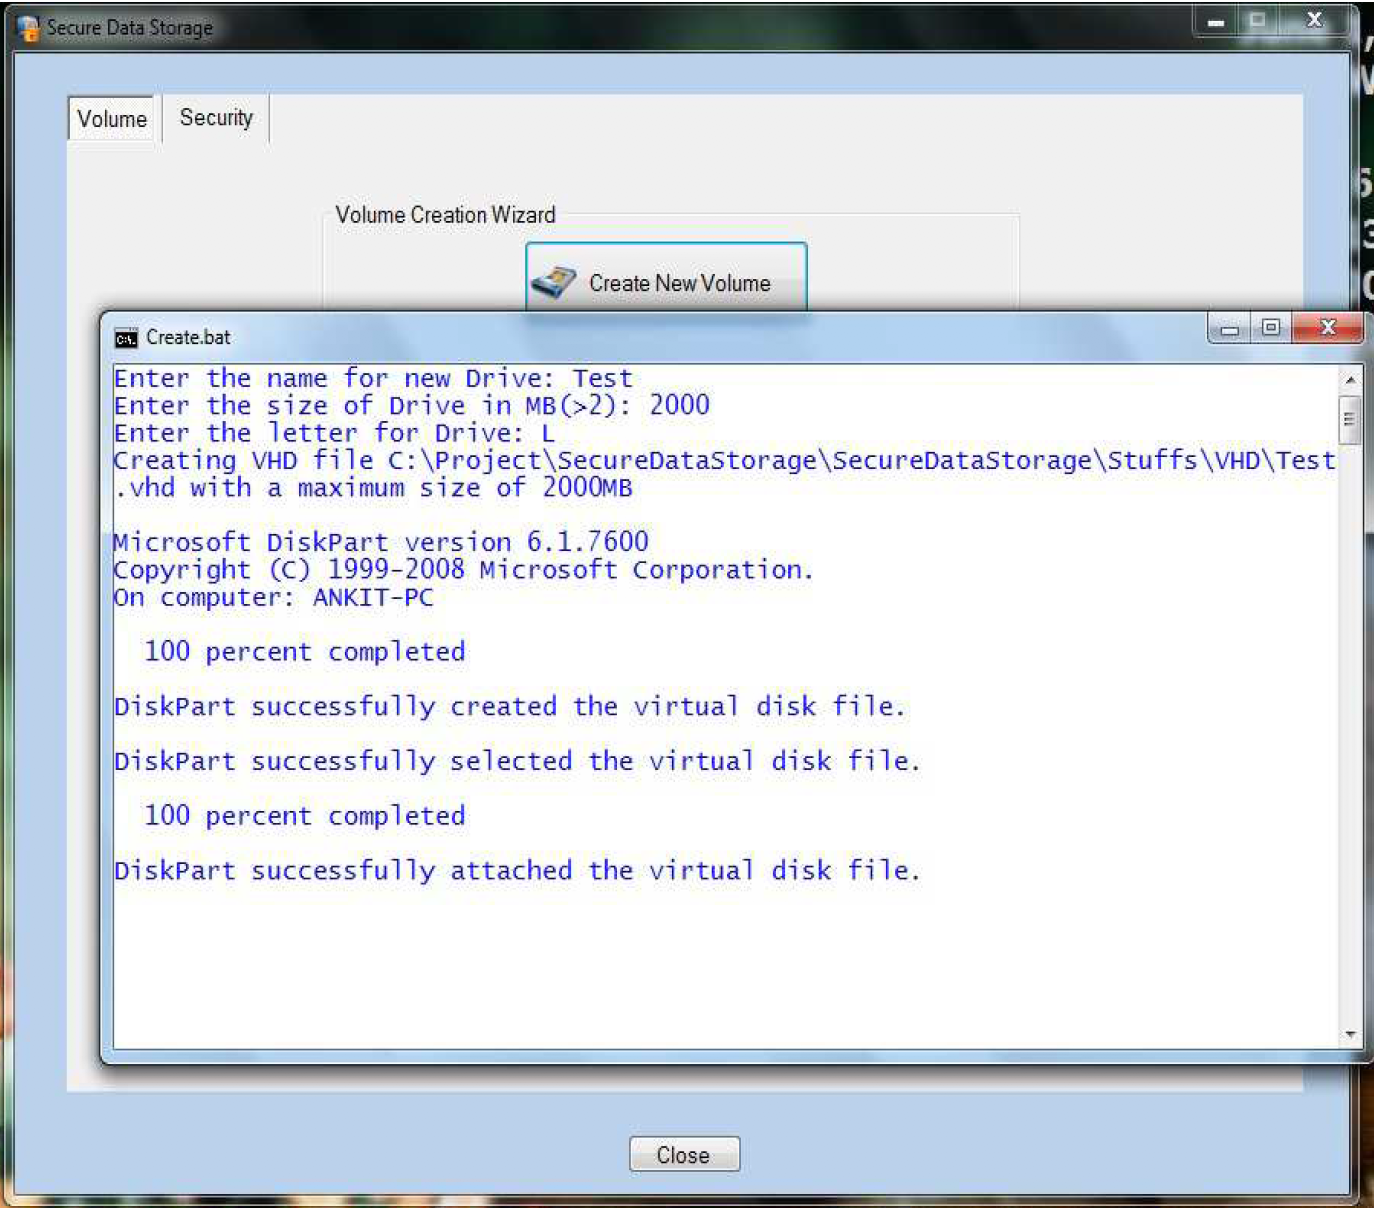 Secure Data Storage
Volume
Security
Volume Creation Wizard
Create New Volume
Create.bat
Enter the name for new Drive: Test
Enter the size of Drive in MB(>2): 2000
Enter the letter for Drive: L
Creating VHD file C:\Project\SecureDataStorage\SecureDataStorage\Stuffs\VHD\Test
.vhd with a maximum size of 2000MB
Microsoft DiskPart version 6.1.7600
Copyright (C) 1999-2008 Microsoft Corporation.
On computer: ANKIT-PC
100 percent completed
DiskPart successfully created the virtual disk file.
DiskPart successfully selected the virtual disk file.
100 percent completed
DiskPart successfully attached the virtual disk file.
Close